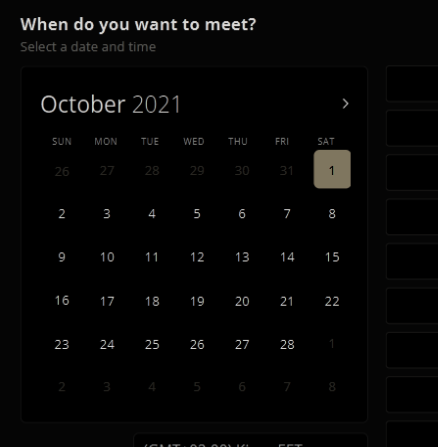 When do you want to meet?
Select a date and time
October 2021
SUN MON TUE WED THU FRI SAT
26 27 28 29 30 31 1
2 3 4 5 6 7 8
9 10 11 12 13 14 15
16 17 18 19 20 21 22
23 24 25 26 27 28 1
2 3 4 5 6 7 8